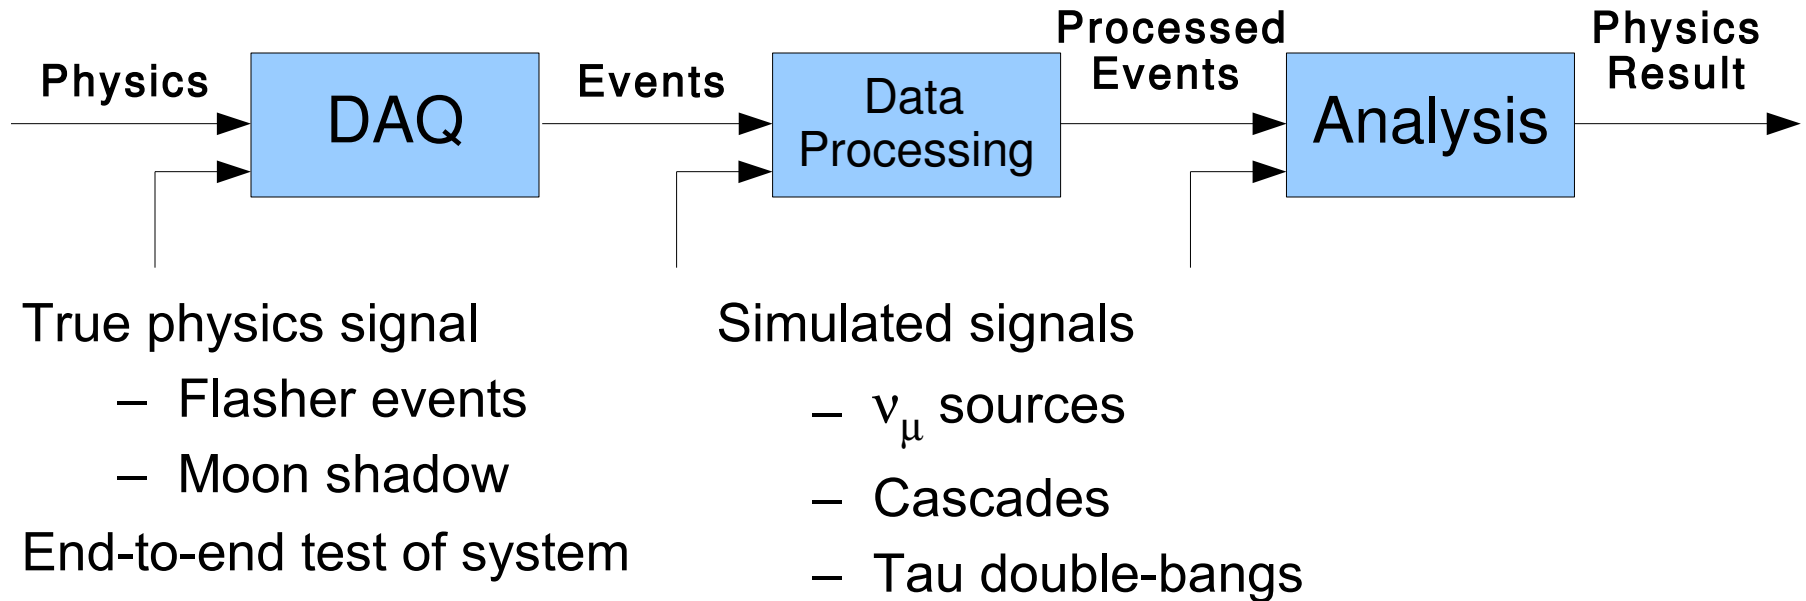 Physics
DAQ
Events
Data
Processing
Processed
Events
Analysis
Physics
Result
True physics signal
– Flasher events
– Moon shadow
End-to-end test of system
Simulated signals
– νμ sources
– Cascades
– Tau double-bangs